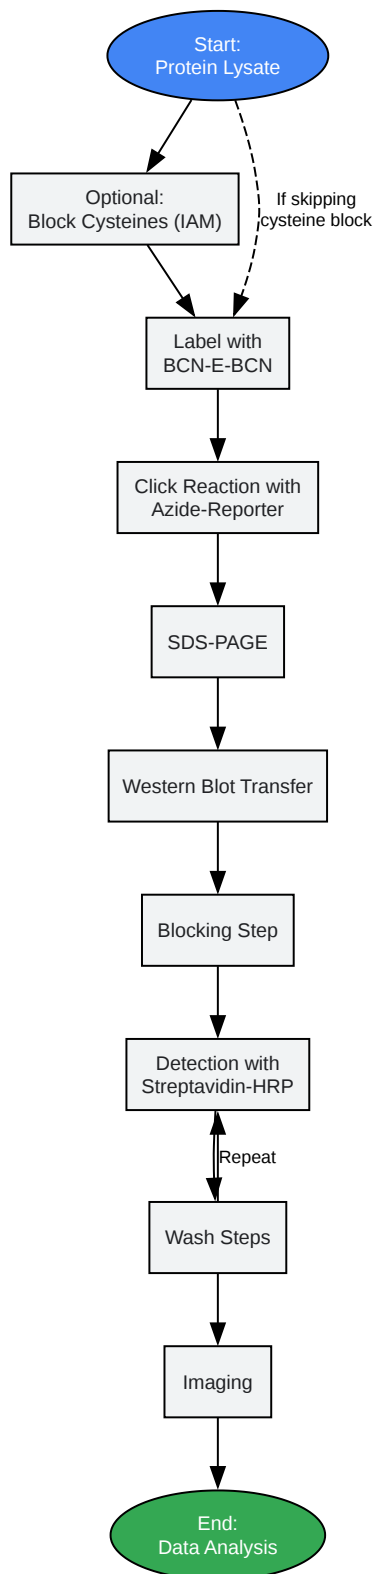 Start:
Protein Lysate
Optional:
Block Cysteines (IAM)
If skipping
cysteine block
Label with
BCN-E-BCN
Click Reaction with
Azide-Reporter
SDS-PAGE
Western Blot Transfer
Blocking Step
Detection with
Streptavidin-HRP
Repeat
Wash Steps
Imaging
End:
Data Analysis